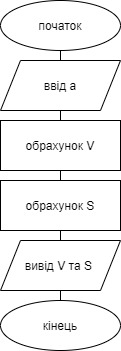 початок
ввід a
обрахунок V
обрахунок S
вивід V та S
кінець